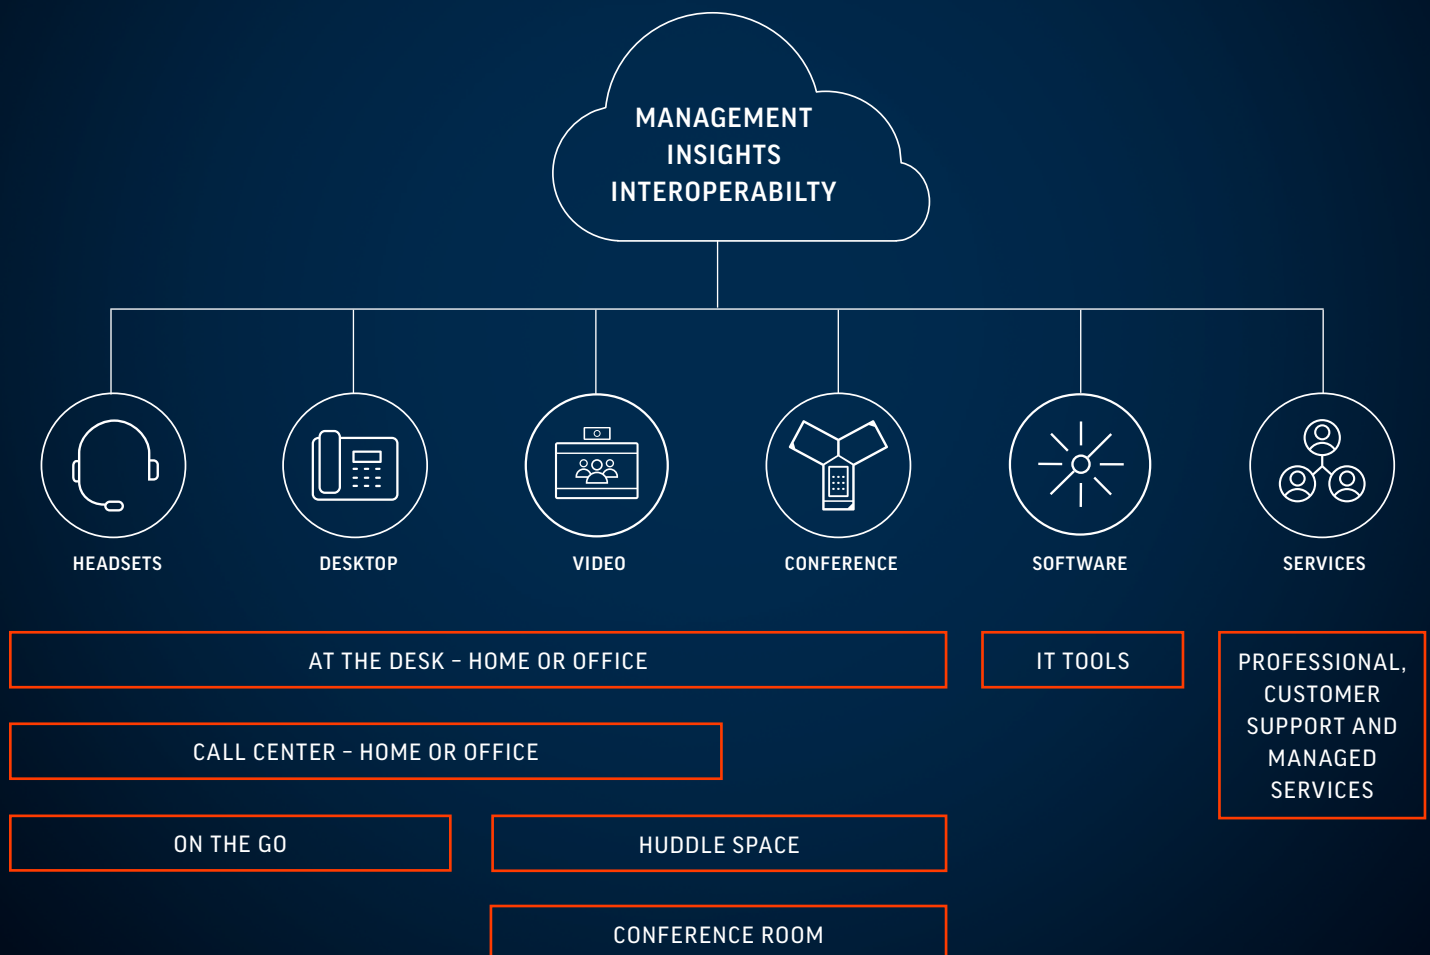 MANAGEMENT
INSIGHTS
INTEROPERABILTY
HEADSETS
DESKTOP
VIDEO
CONFERENCE
SOFTWARE
SERVICES
AT THE DESK – HOME OR OFFICE
IT TOOLS
PROFESSIONAL,
CUSTOMER
SUPPORT AND
MANAGED
SERVICES
CALL CENTER – HOME OR OFFICE
ON THE GO
HUDDLE SPACE
CONFERENCE ROOM